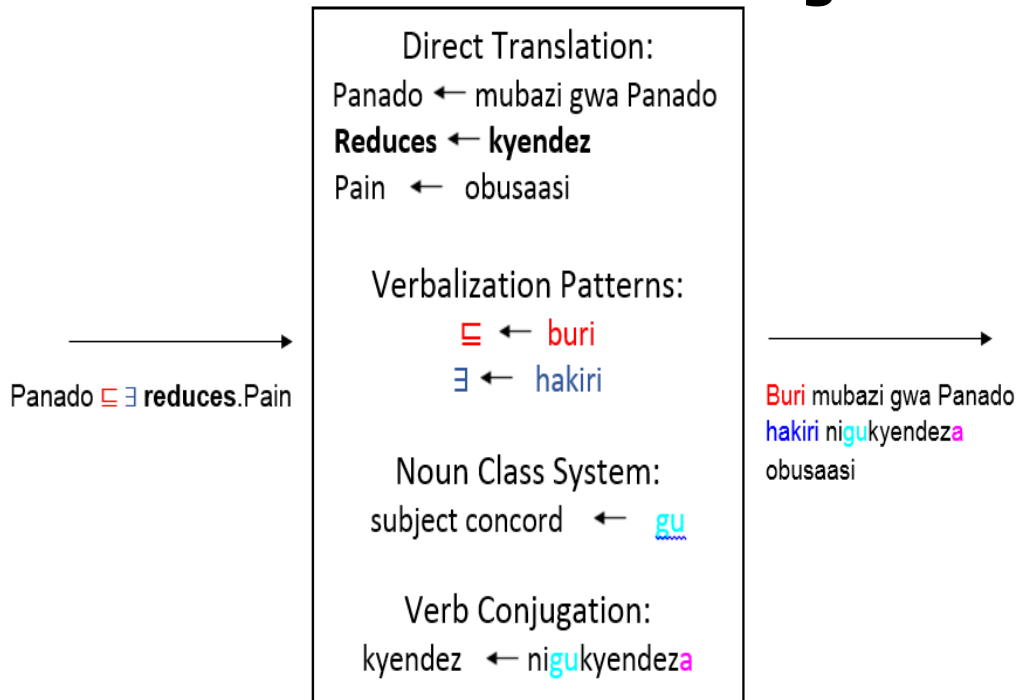 Direct Translation:
Panado ← mubazi gwa Panado
Reduces ← kyendez
Pain ← obusaasi
Verbalization Patterns:
⊑ ← buri
∃ ← hakiri
Noun Class System:
subject concord ← gu
Verb Conjugation:
kyendez ← nigukyendeza
Panado ⊑ ∃ reduces.Pain
Buri mubazi gwa Panado
hakiri nigukyendeza
obusaasi